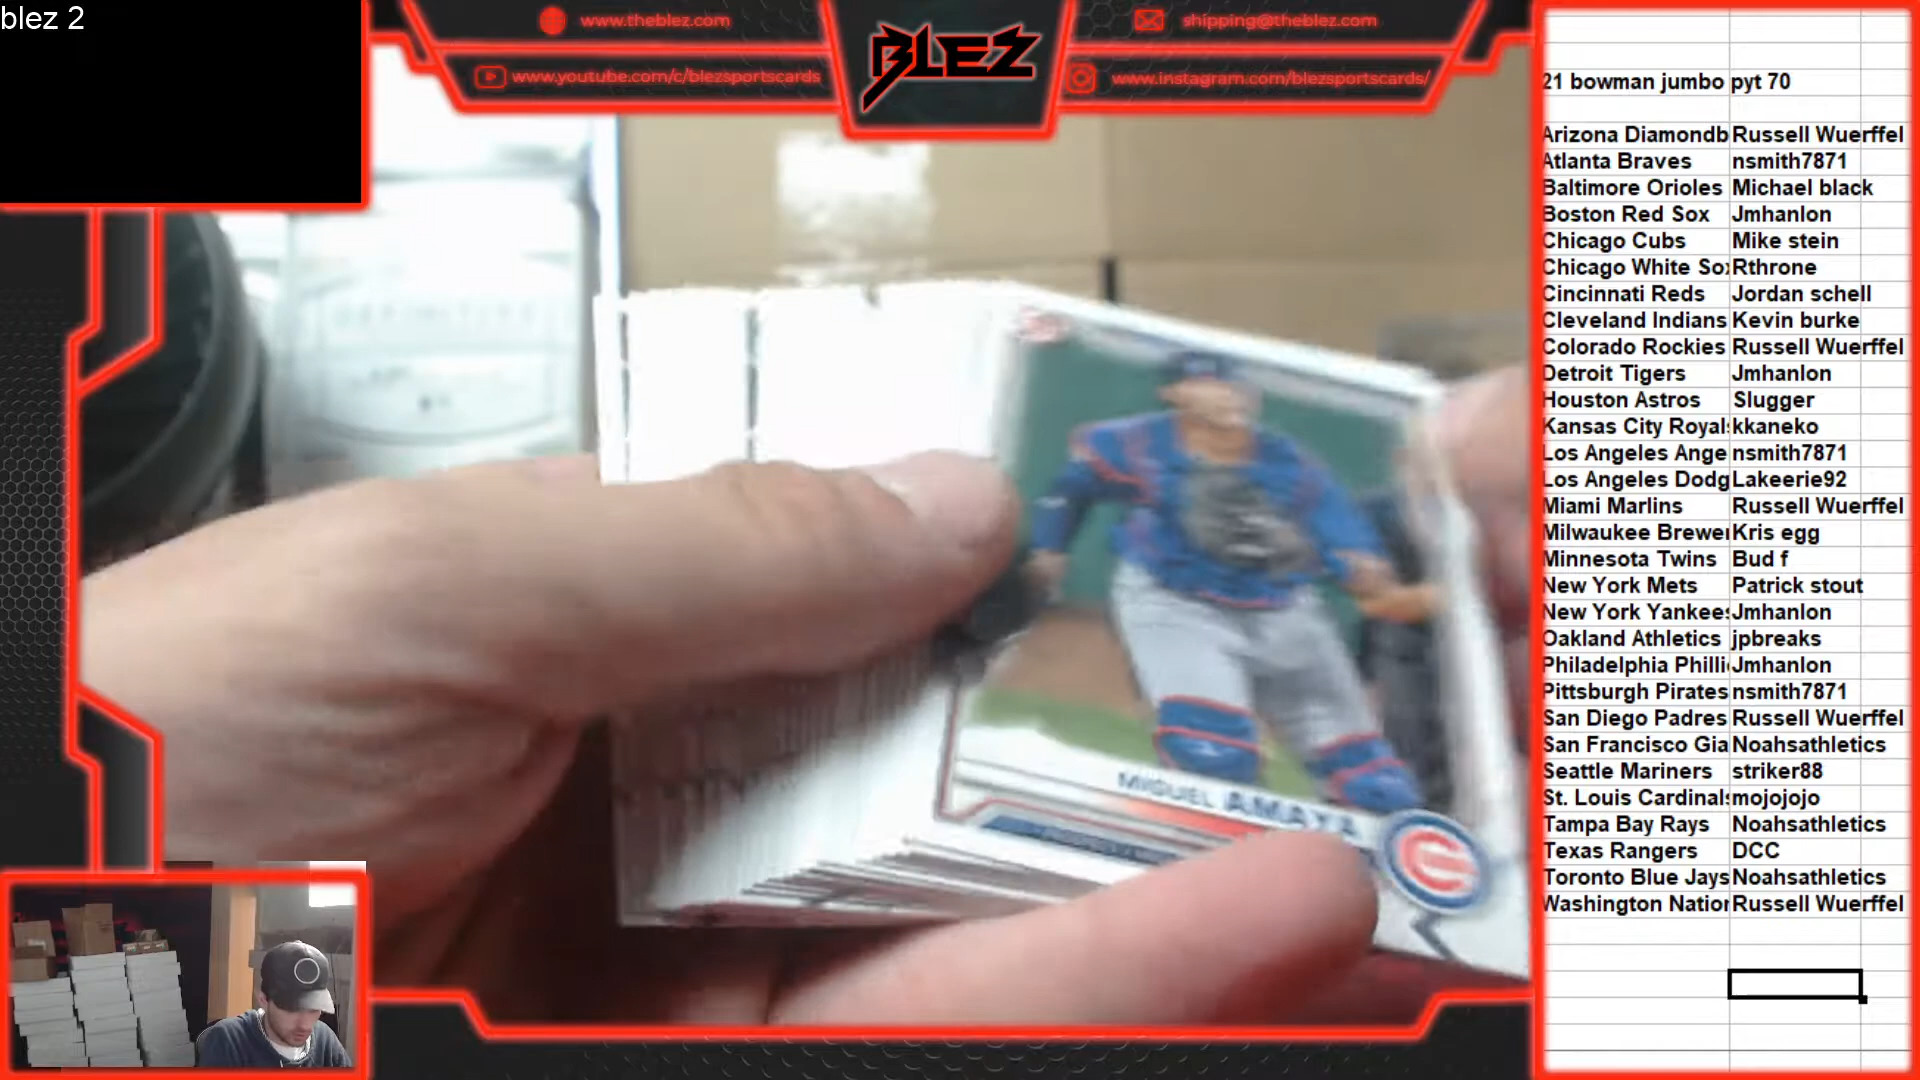 blez 2
www.theblez.com
shipping@theblez.com
BLEZ
www.youtube.com/c/blezsportscards
www.instagram.com/blezsportscards/
21 bowman jumbo pyt 70
Arizona Diamondb Russell Wuerffel
Atlanta Braves nsmith7871
Baltimore Orioles Michael black
Boston Red Sox Jmhanlon
Chicago Cubs Mike stein
Chicago White Sox Rthrone
Cincinnati Reds Jordan schell
Cleveland Indians Kevin burke
Colorado Rockies Russell Wuerffel
Detroit Tigers Jmhanlon
Houston Astros Slugger
Kansas City Royals kkaneko
Los Angeles Ange nsmith7871
Los Angeles Dodg Lakeerie92
Miami Marlins Russell Wuerffel
Milwaukee Brewer Kris egg
Minnesota Twins Bud f
New York Mets Patrick stout
New York Yankees Jmhanlon
Oakland Athletics jpbreaks
Philadelphia Philli Jmhanlon
Pittsburgh Pirates nsmith7871
San Diego Padres Russell Wuerffel
San Francisco Gia Noahsathletics
Seattle Mariners striker88
St. Louis Cardinals mojojojo
Tampa Bay Rays Noahsathletics
Texas Rangers DCC
Toronto Blue Jays Noahsathletics
Washington Nation Russell Wuerffel
MIGUEL AMAYA
C